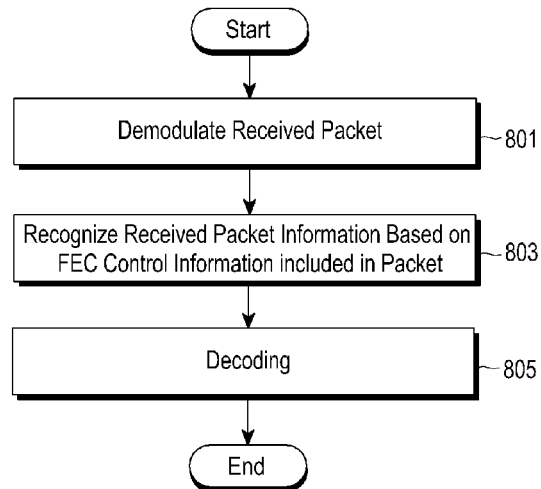 Start
Demodulate Received Packet
801
Recognize Received Packet Information Based on
FEC Control Information included in Packet
803
Decoding
805
End